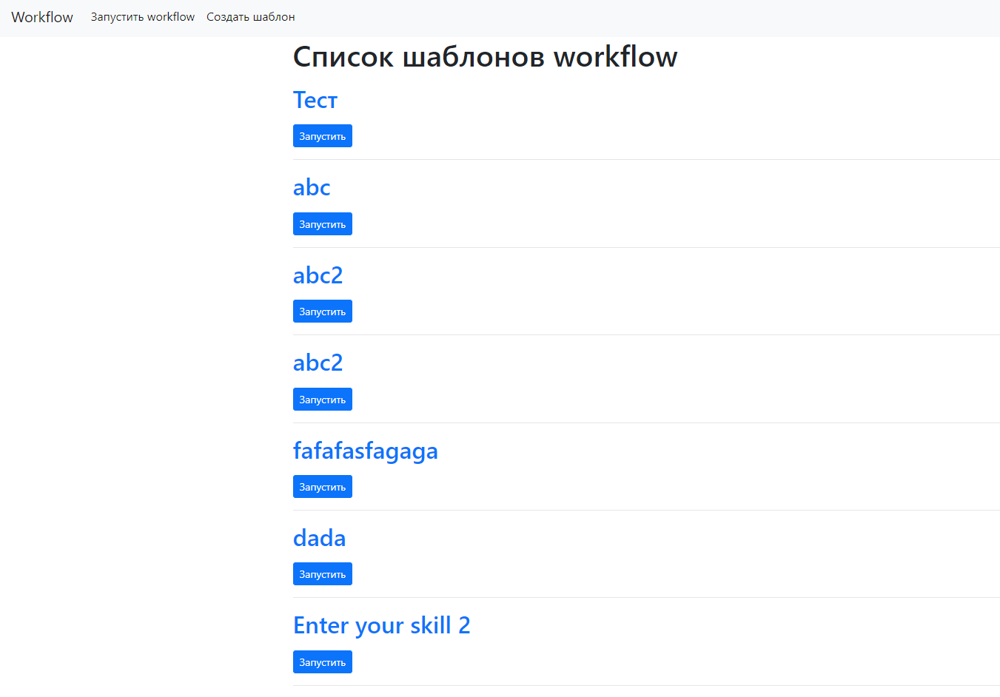 Workflow Запустить workflow Создать шаблон
Список шаблонов workflow
Тест
Запустить
abc
Запустить
abc2
Запустить
abc2
Запустить
fafafasfagaga
Запустить
dada
Запустить
Enter your skill 2
Запустить